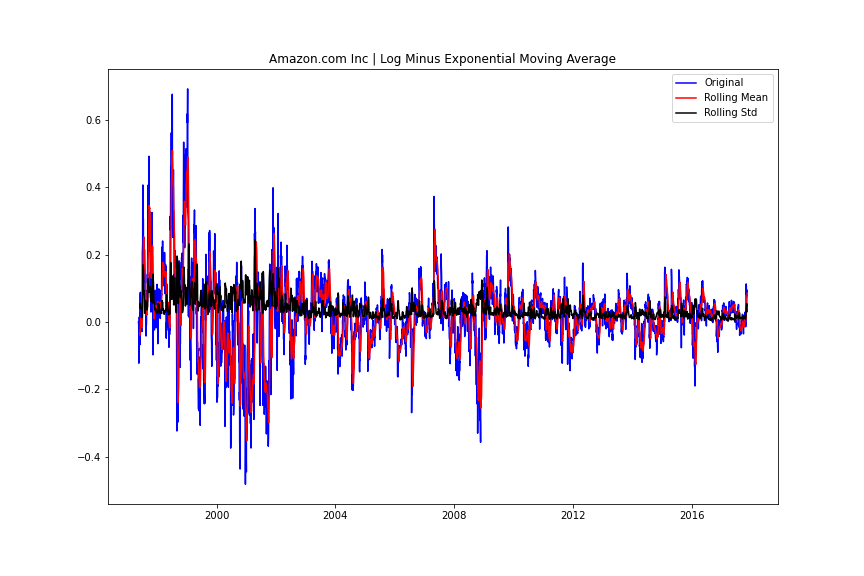 Amazon.com Inc | Log Minus Exponential Moving Average
Original
Rolling Mean
Rolling Std
0.6
0.4
0.2
0.0
−0.2
−0.4
2000
2004
2008
2012
2016